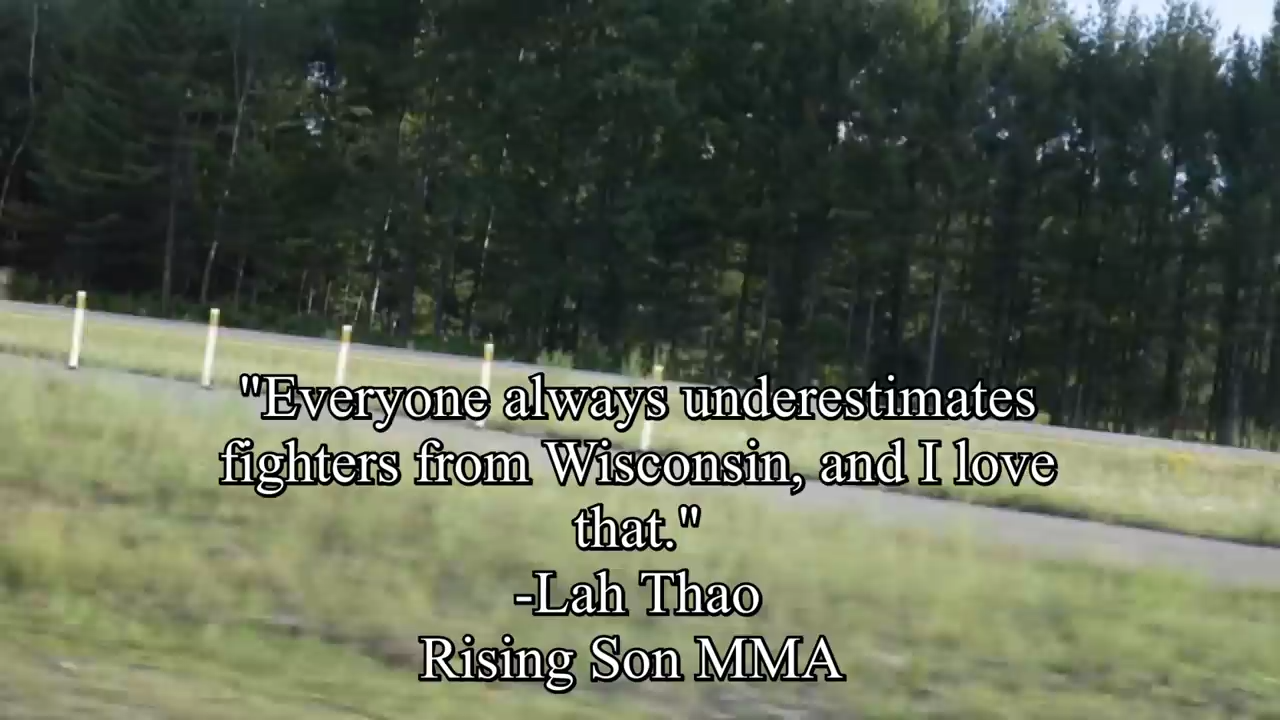 "Everyone always underestimates
fighters from Wisconsin, and I love
that."
-Lah Thao
Rising Son MMA